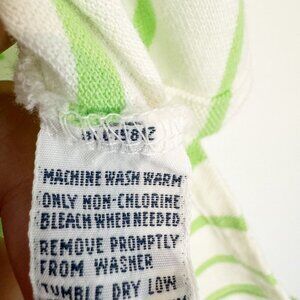 MACHINE WASH WARM
ONLY NON-CHLORINE
BLEACH WHEN NEEDED
REMOVE PROMPTLY
FROM WASHER
TUMBLE DRY LOW